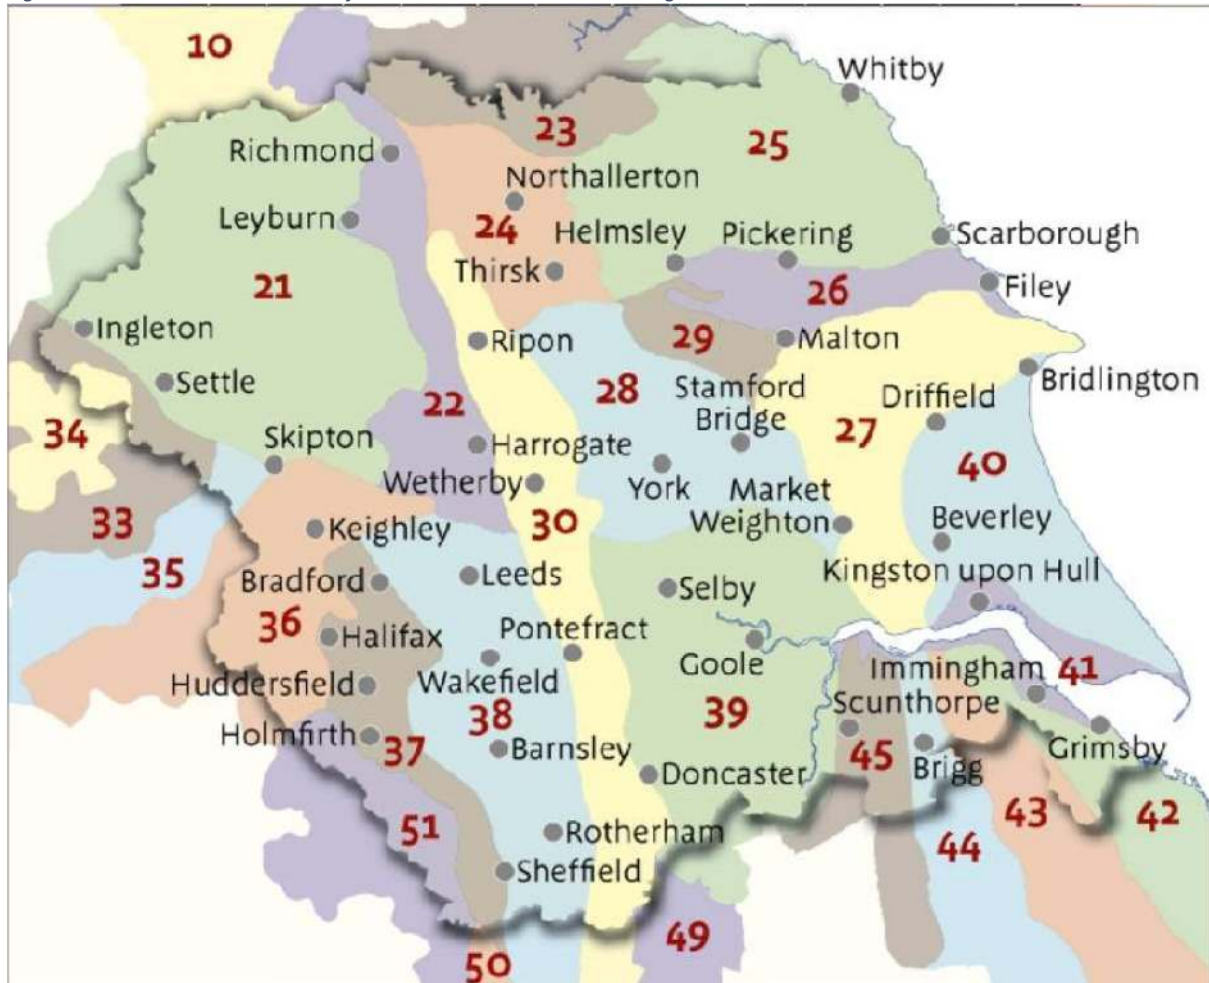 10
Whitby
23
25
Richmond
Northallerton
Leyburn
24
Helmsley
Pickering
Scarborough
Thirsk
21
26
Filey
Ingleton
Ripon
29
Malton
Settle
28
Stamford
Bridge
Bridlington
22
Driffield
27
34
Skipton
Harrogate
40
Wetherby
York
Market
Weighton
33
Keighley
30
Beverley
35
Bradford
Leeds
Selby
Kingston upon Hull
36
Halifax
Pontefract
Goole
Immingham
41
Huddersfield
Wakefield
Scunthorpe
38
39
Holmfirth
37
Barnsley
45
Brigg
Grimsby
Doncaster
51
Rotherham
43
42
44
Sheffield
49
50